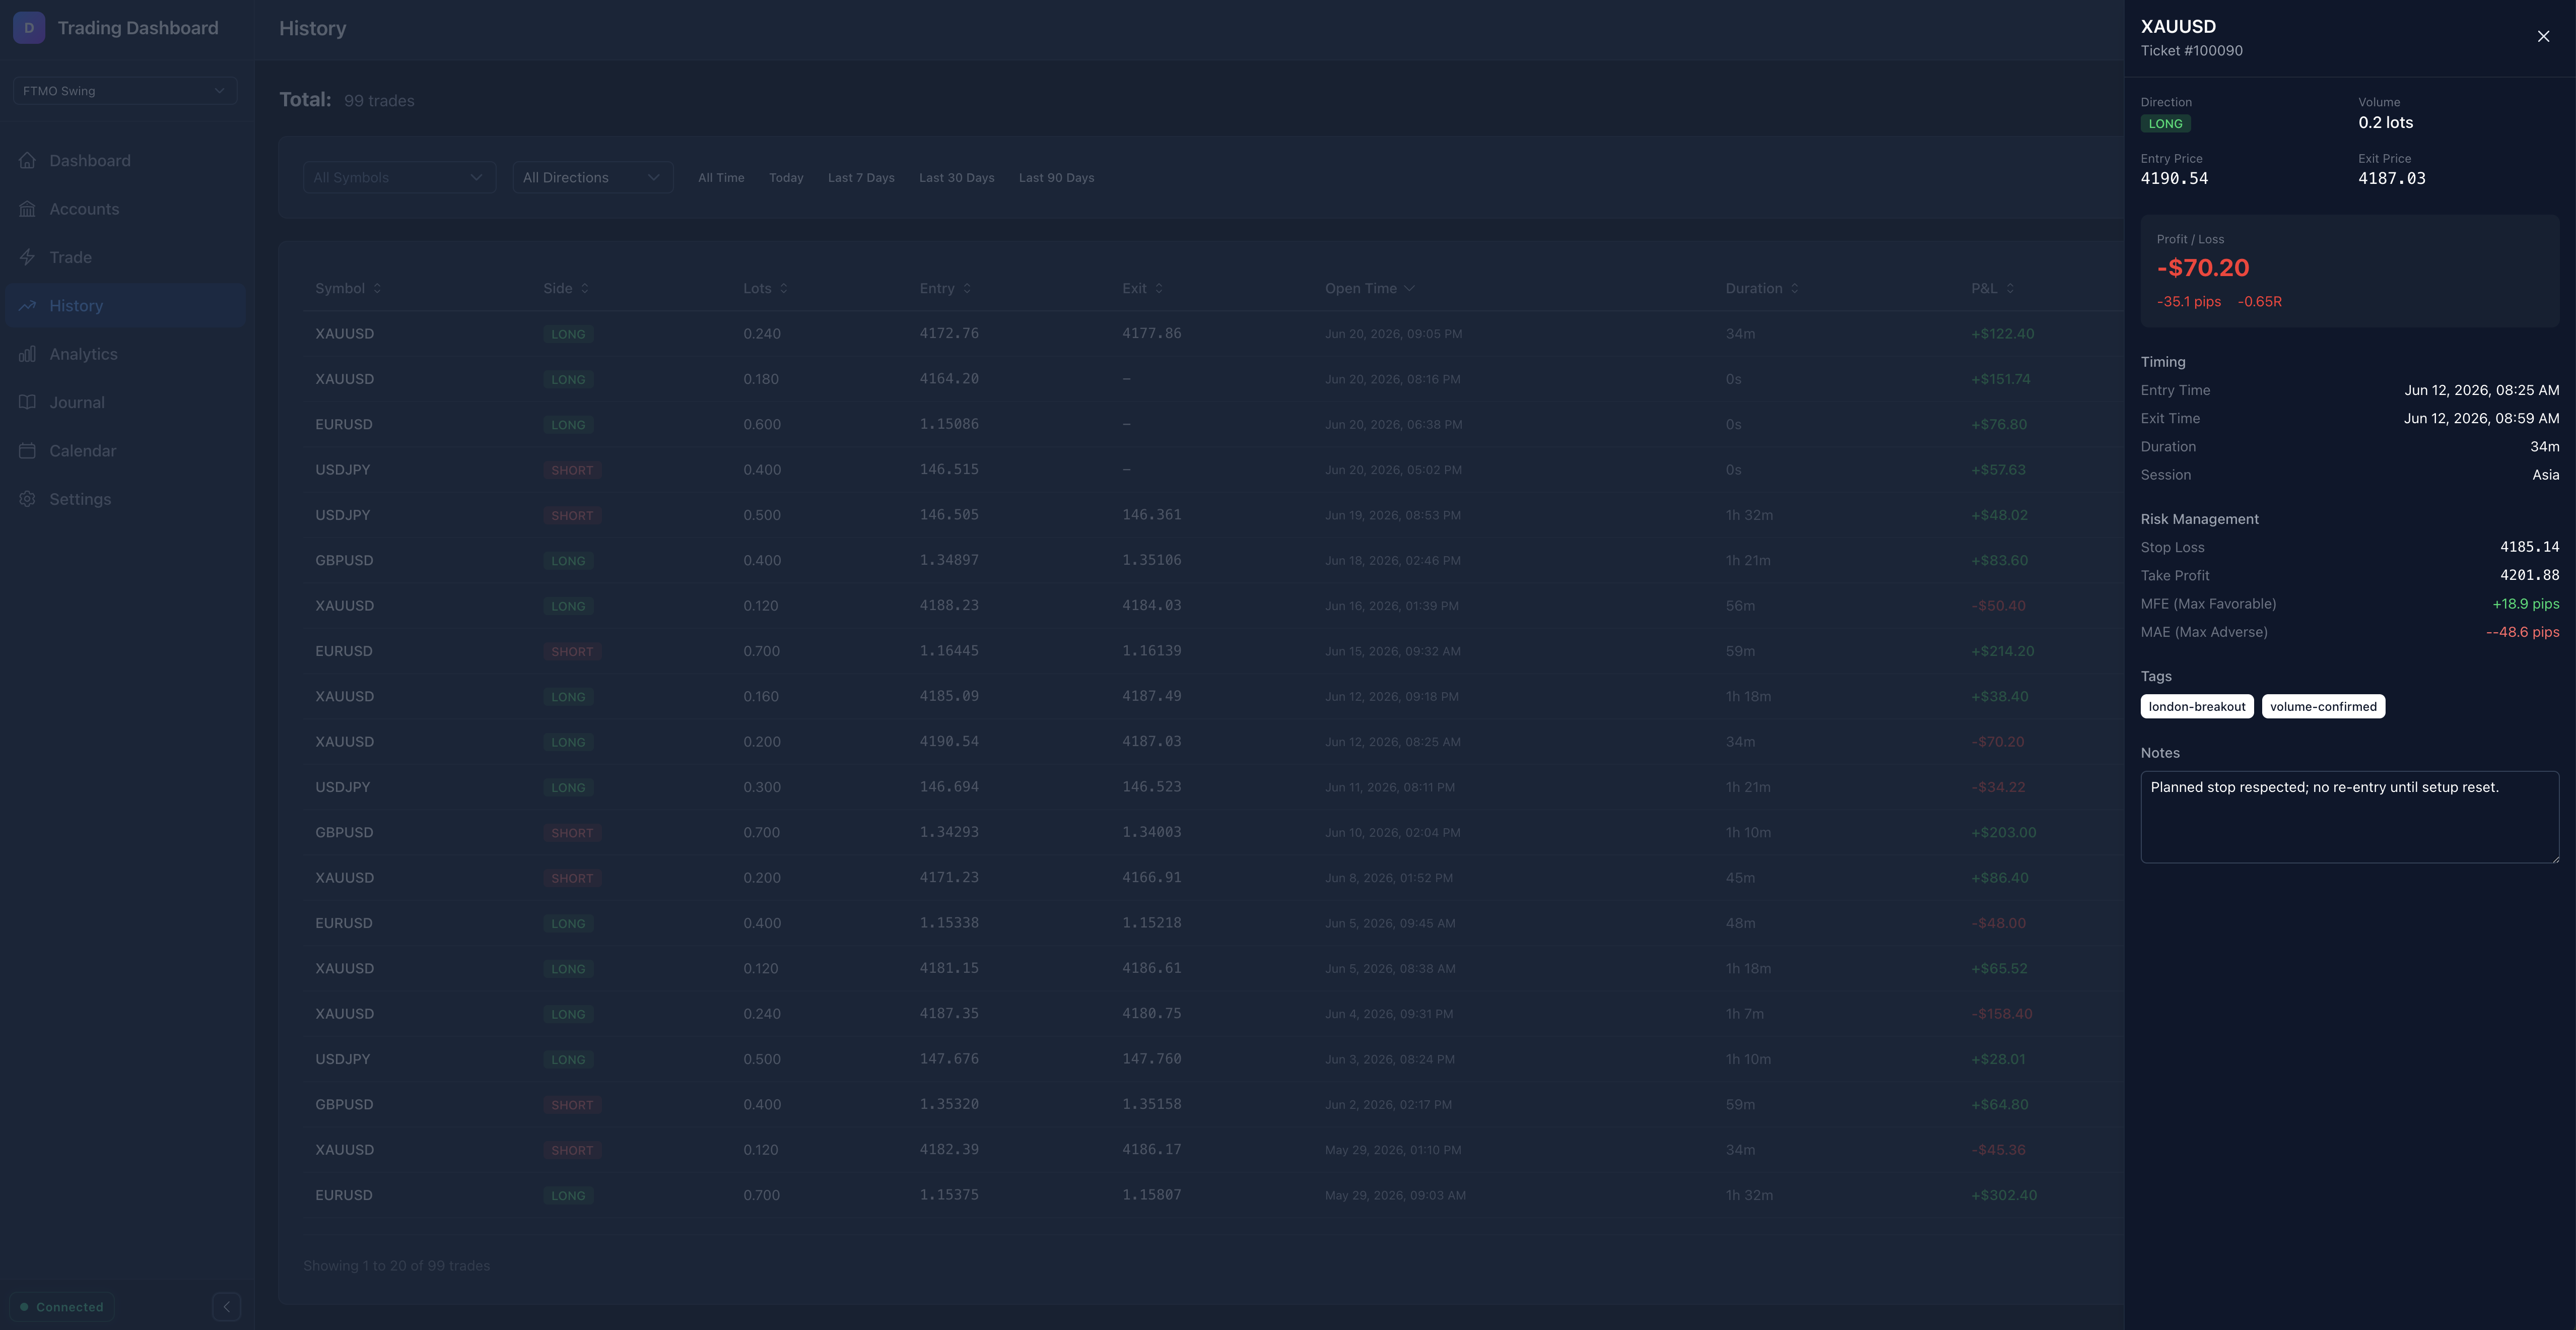 D Trading Dashboard
FTMO Swing
Dashboard
Accounts
Trade
History
Analytics
Journal
Calendar
Settings
Connected
History
Total: 99 trades
All Symbols All Directions All Time Today Last 7 Days Last 30 Days Last 90 Days
Symbol Side Lots Entry Exit Open Time Duration P&L
XAUUSD LONG 0.240 4172.76 4177.86 Jun 20, 2026, 09:05 PM 34m +$122.40
XAUUSD LONG 0.180 4164.20 — Jun 20, 2026, 08:16 PM 0s +$151.74
EURUSD LONG 0.600 1.15086 — Jun 20, 2026, 06:38 PM 0s +$76.80
USDJPY SHORT 0.400 146.515 — Jun 20, 2026, 05:02 PM 0s +$57.63
USDJPY SHORT 0.500 146.505 146.361 Jun 19, 2026, 08:53 PM 1h 32m +$48.02
GBPUSD LONG 0.400 1.34897 1.35106 Jun 18, 2026, 02:46 PM 1h 21m +$83.60
XAUUSD LONG 0.120 4188.23 4184.03 Jun 16, 2026, 01:39 PM 56m -$50.40
EURUSD SHORT 0.700 1.16445 1.16139 Jun 15, 2026, 09:32 AM 59m +$214.20
XAUUSD LONG 0.160 4185.09 4187.49 Jun 12, 2026, 09:18 PM 1h 18m +$38.40
XAUUSD LONG 0.200 4190.54 4187.03 Jun 12, 2026, 08:25 AM 34m -$70.20
USDJPY LONG 0.300 146.694 146.523 Jun 11, 2026, 08:11 PM 1h 21m -$34.22
GBPUSD SHORT 0.700 1.34293 1.34003 Jun 10, 2026, 02:04 PM 1h 10m +$203.00
XAUUSD SHORT 0.200 4171.23 4166.91 Jun 8, 2026, 01:52 PM 45m +$86.40
EURUSD LONG 0.400 1.15338 1.15218 Jun 5, 2026, 09:45 AM 48m -$48.00
XAUUSD LONG 0.120 4181.15 4186.61 Jun 5, 2026, 08:38 AM 1h 18m +$65.52
XAUUSD LONG 0.240 4187.35 4180.75 Jun 4, 2026, 09:31 PM 1h 7m -$158.40
USDJPY LONG 0.500 147.676 147.760 Jun 3, 2026, 08:24 PM 1h 10m +$28.01
GBPUSD SHORT 0.400 1.35320 1.35158 Jun 2, 2026, 02:17 PM 59m +$64.80
XAUUSD SHORT 0.120 4182.39 4186.17 May 29, 2026, 01:10 PM 34m -$45.36
EURUSD LONG 0.700 1.15375 1.15807 May 29, 2026, 09:03 AM 1h 32m +$302.40
Showing 1 to 20 of 99 trades
XAUUSD
Ticket #100090
Direction Volume
LONG 0.2 lots
Entry Price Exit Price
4190.54 4187.03
Profit / Loss
-$70.20
-35.1 pips -0.65R
Timing
Entry Time Jun 12, 2026, 08:25 AM
Exit Time Jun 12, 2026, 08:59 AM
Duration 34m
Session Asia
Risk Management
Stop Loss 4185.14
Take Profit 4201.88
MFE (Max Favorable) +18.9 pips
MAE (Max Adverse) --48.6 pips
Tags
london-breakout volume-confirmed
Notes
Planned stop respected; no re-entry until setup reset.